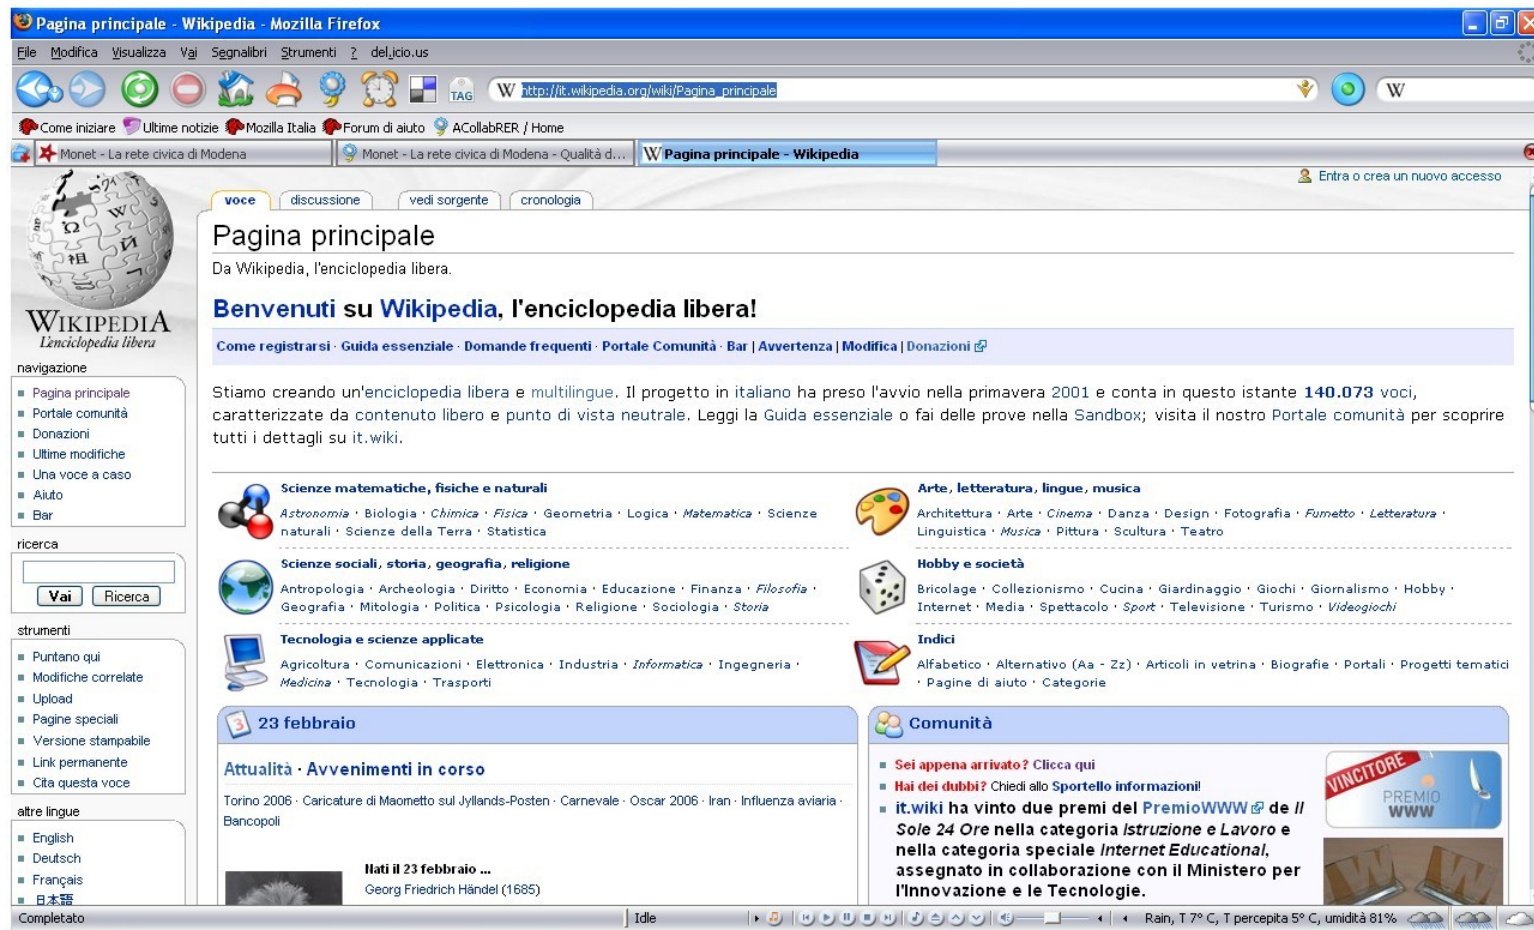 Pagina principale - Wikipedia - Mozilla Firefox
File Modifica Visualizza Vai Segnalibri Strumenti ? del.icio.us
TAG
W http://it.wikipedia.org/wiki/Pagina_principale
W
Come iniziare Ultime notizie Mozilla Italia Forum di aiuto ACollabRER / Home
Monet - La rete civica di Modena
Monet - La rete civica di Modena - Qualità d...
W Pagina principale - Wikipedia
Entra o crea un nuovo accesso
voce discussione vedi sorgente cronologia
WIKIPEDIA
L'enciclopedia libera
navigazione
Pagina principale
Portale comunità
Donazioni
Ultime modifiche
Una voce a caso
Aiuto
Bar
ricerca
Vai Ricerca
strumenti
Puntano qui
Modifiche correlate
Upload
Pagine speciali
Versione stampabile
Link permanente
Cita questa voce
altre lingue
English
Deutsch
Français
日本語
Pagina principale
Da Wikipedia, l'enciclopedia libera.
Benvenuti su Wikipedia, l'enciclopedia libera!
Come registrarsi · Guida essenziale · Domande frequenti · Portale Comunità · Bar | Avvertenza | Modifica | Donazioni
Stiamo creando un'enciclopedia libera e multilingue. Il progetto in italiano ha preso l'avvio nella primavera 2001 e conta in questo istante 140.073 voci,
caratterizzate da contenuto libero e punto di vista neutrale. Leggi la Guida essenziale o fai delle prove nella Sandbox; visita il nostro Portale comunità per scoprire
tutti i dettagli su it.wiki.
Scienze matematiche, fisiche e naturali
Astronomia · Biologia · Chimica · Fisica · Geometria · Logica · Matematica · Scienze
naturali · Scienze della Terra · Statistica
Arte, letteratura, lingue, musica
Architettura · Arte · Cinema · Danza · Design · Fotografia · Fumetto · Letteratura ·
Linguistica · Musica · Pittura · Scultura · Teatro
Scienze sociali, storia, geografia, religione
Antropologia · Archeologia · Diritto · Economia · Educazione · Finanza · Filosofia ·
Geografia · Mitologia · Politica · Psicologia · Religione · Sociologia · Storia
Hobby e società
Bricolage · Collezionismo · Cucina · Giardinaggio · Giochi · Giornalismo · Hobby ·
Internet · Media · Spettacolo · Sport · Televisione · Turismo · Videogiochi
Tecnologia e scienze applicate
Agricoltura · Comunicazioni · Elettronica · Industria · Informatica · Ingegneria ·
Medicina · Tecnologia · Trasporti
Indici
Alfabetico · Alternativo (Aa - Zz) · Articoli in vetrina · Biografie · Portali · Progetti tematici
· Pagine di aiuto · Categorie
3 23 febbraio
Attualità · Avvenimenti in corso
Torino 2006 · Caricature di Maometto sul Jyllands-Posten · Carnevale · Oscar 2006 · Iran · Influenza aviaria ·
Bancopoli
Nati il 23 febbraio ...
Georg Friedrich Händel (1685)
Comunità
Sei appena arrivato? Clicca qui
Hai dei dubbi? Chiedi allo Sportello informazioni!
it.wiki ha vinto due premi del PremioWWW de Il
Sole 24 Ore nella categoria Istruzione e Lavoro e
nella categoria speciale Internet Educational,
assegnato in collaborazione con il Ministero per
l'Innovazione e le Tecnologie.
VINCITORE
PREMIO
WWW
Completato
Idle
Rain, T 7° C, T percepita 5° C, umidità 81%